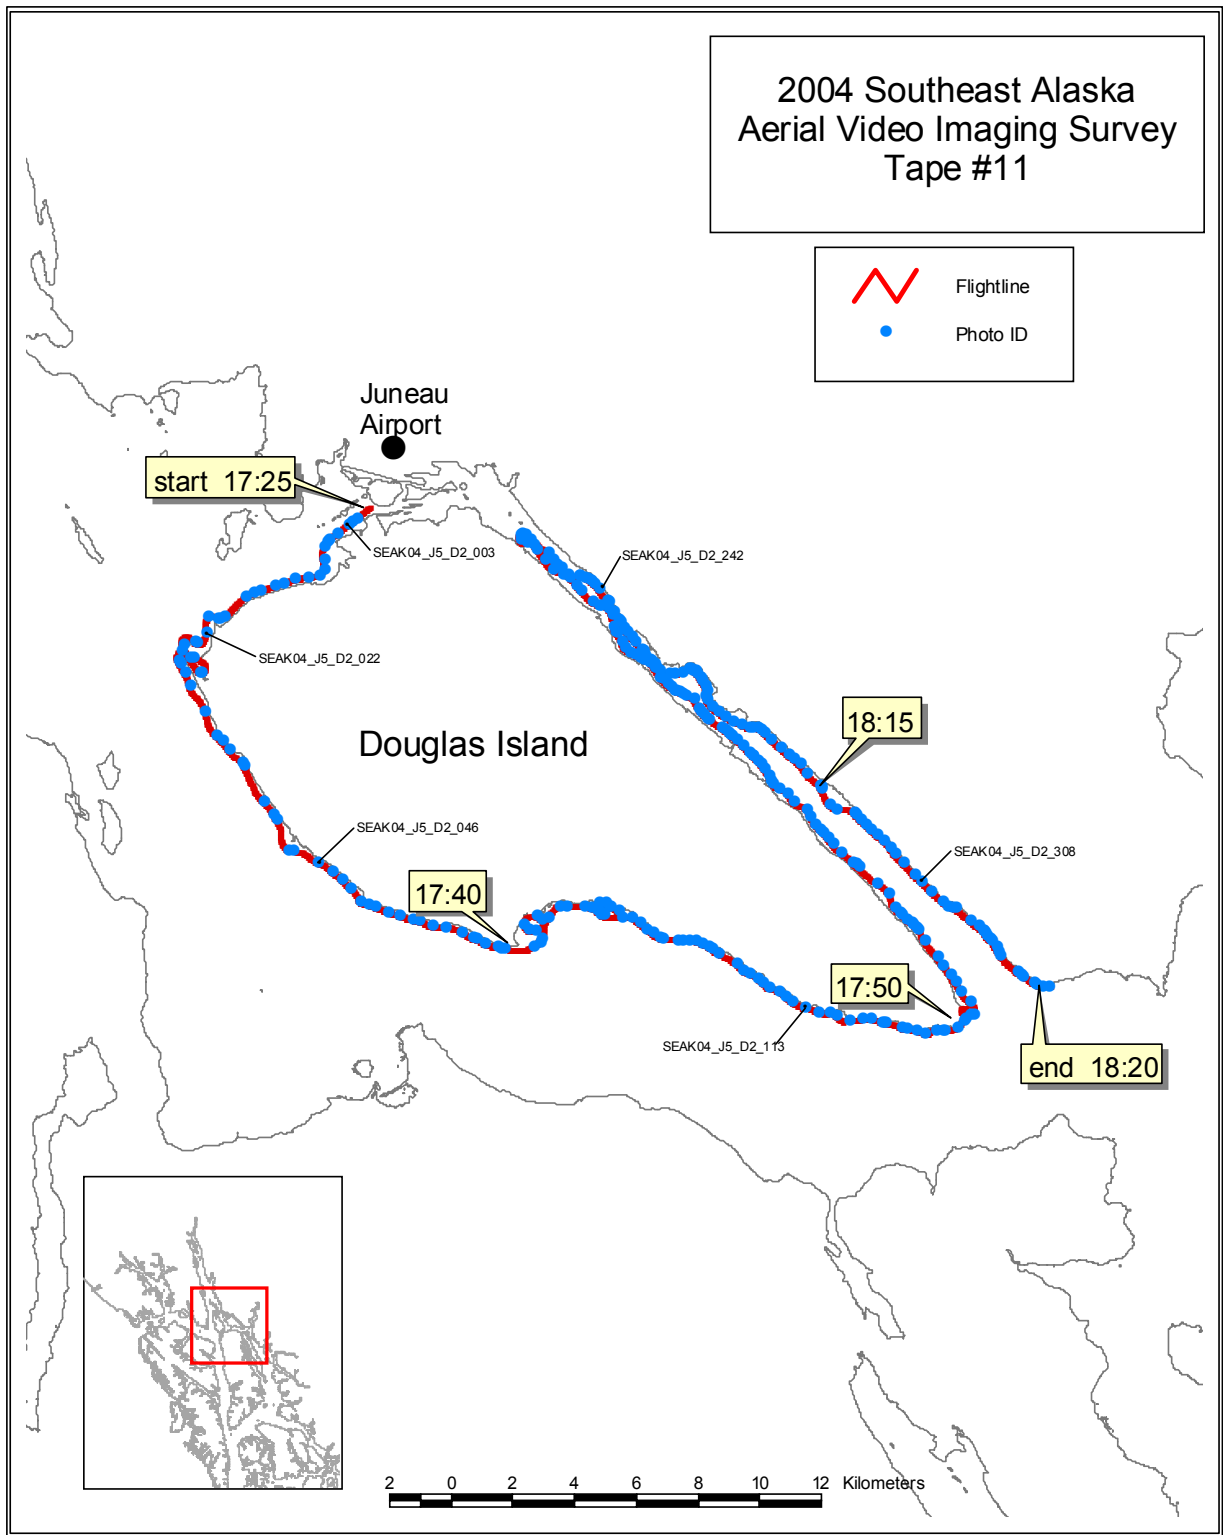 2004 Southeast Alaska
Aerial Video Imaging Survey
Tape #11
Flightline
Photo ID
Juneau
Airport
start 17:25
SEAK04_J5_D2_003
SEAK04_J5_D2_242
SEAK04_J5_D2_022
18:15
Douglas Island
SEAK04_J5_D2_046
SEAK04_J5_D2_308
17:40
17:50
SEAK04_J5_D2_113
end 18:20
2 0 2 4 6 8 10 12 Kilometers